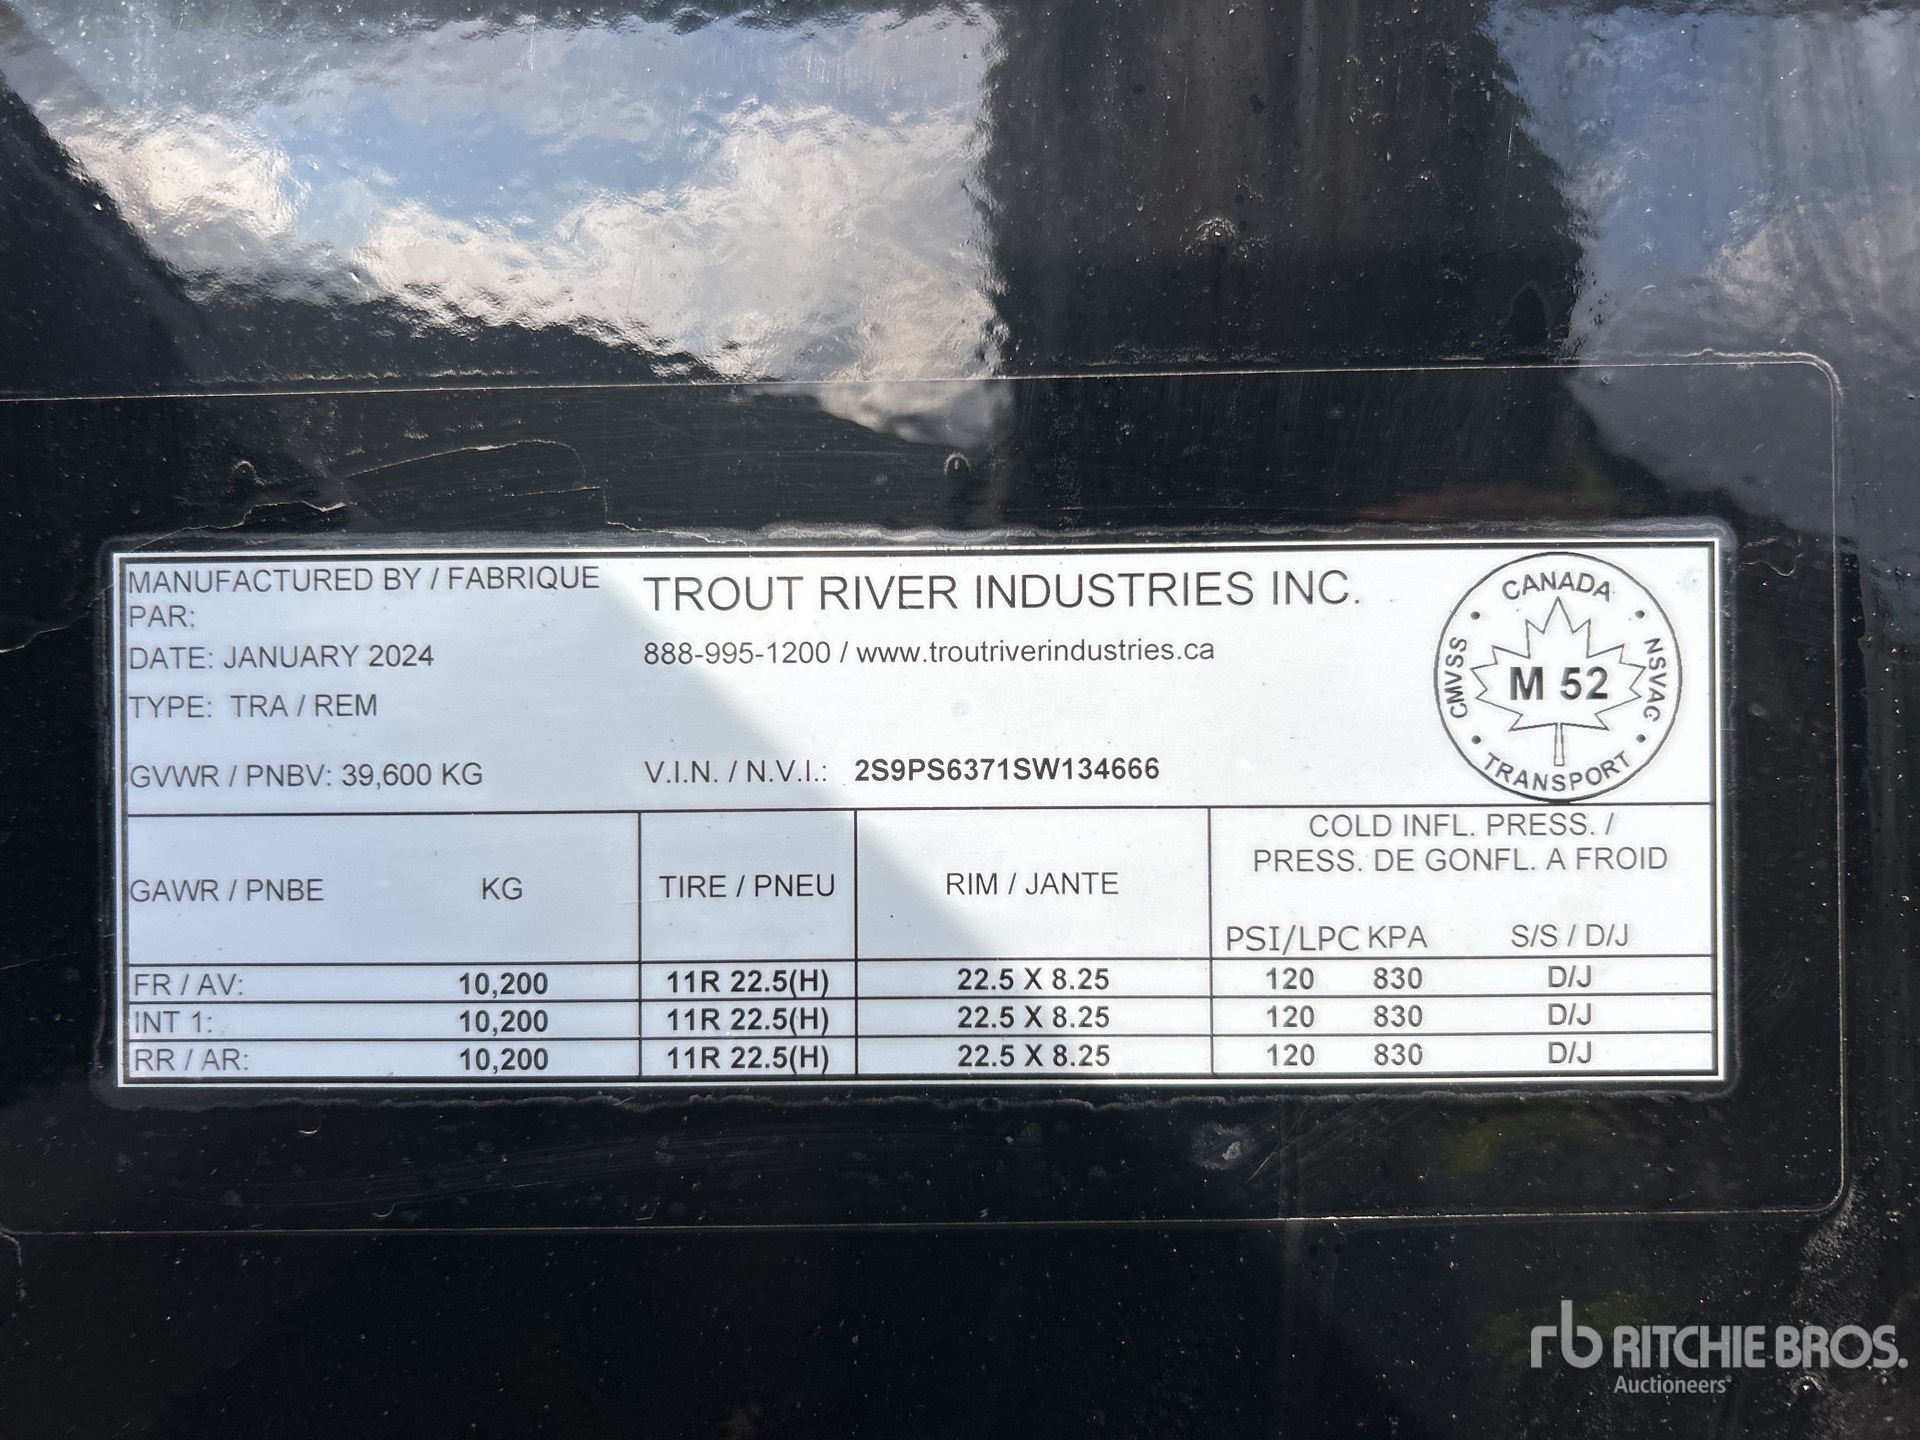 MANUFACTURED BY / FABRIQUE PAR:
TROUT RIVER INDUSTRIES INC.
DATE: JANUARY 2024
888-995-1200 / www.troutriverindustries.ca
TYPE: TRA / REM
GVWR / PNBV: 39,600 KG
V.I.N. / N.V.I.: 2S9PS6371SW134666
CANADA
CMVSS
NSVAC
M 52
TRANSPORT
GAWR / PNBE KG TIRE / PNEU RIM / JANTE
COLD INFL. PRESS. /
PRESS. DE GONFL. A FROID
PSI/LPC KPA S/S / D/J
FR / AV: 10,200 11R 22.5(H) 22.5 X 8.25 120 830 D/J
INT 1: 10,200 11R 22.5(H) 22.5 X 8.25 120 830 D/J
RR / AR: 10,200 11R 22.5(H) 22.5 X 8.25 120 830 D/J
rb RITCHIE BROS.
Auctioneers